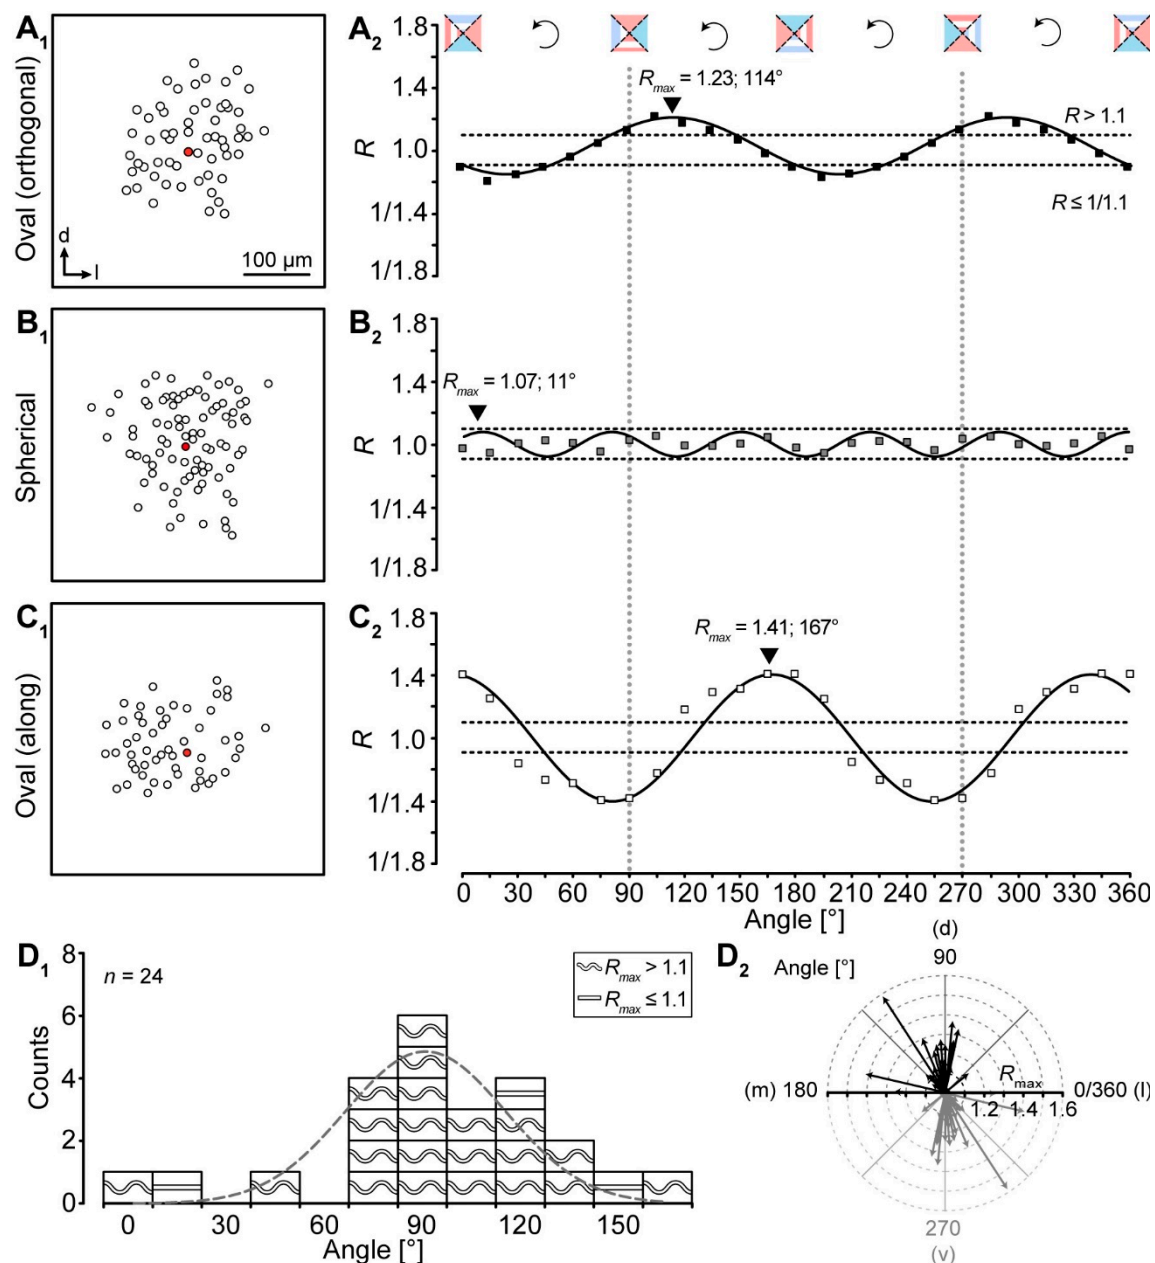 A1
Oval (orthogonal)
d
l
100 μm
A2
1.8
1.4
1.0
1/1.4
1/1.8
R
Rmax = 1.23; 114°
R > 1.1
R ≤ 1/1.1
B1
Spherical
B2
1.8
1.4
1.0
1/1.4
1/1.8
R
Rmax = 1.07; 11°
C1
Oval (along)
C2
1.8
1.4
1.0
1/1.4
1/1.8
R
Rmax = 1.41; 167°
0 30 60 90 120 150 180 210 240 270 300 330 360
Angle [°]
D1
n = 24
8
6
4
2
0
Counts
Rmax > 1.1
Rmax ≤ 1.1
0 30 60 90 120 150
Angle [°]
D2
Angle [°]
(d)
90
(m) 180
Rmax
0/360 (l)
1.2 1.4 1.6
270
(v)